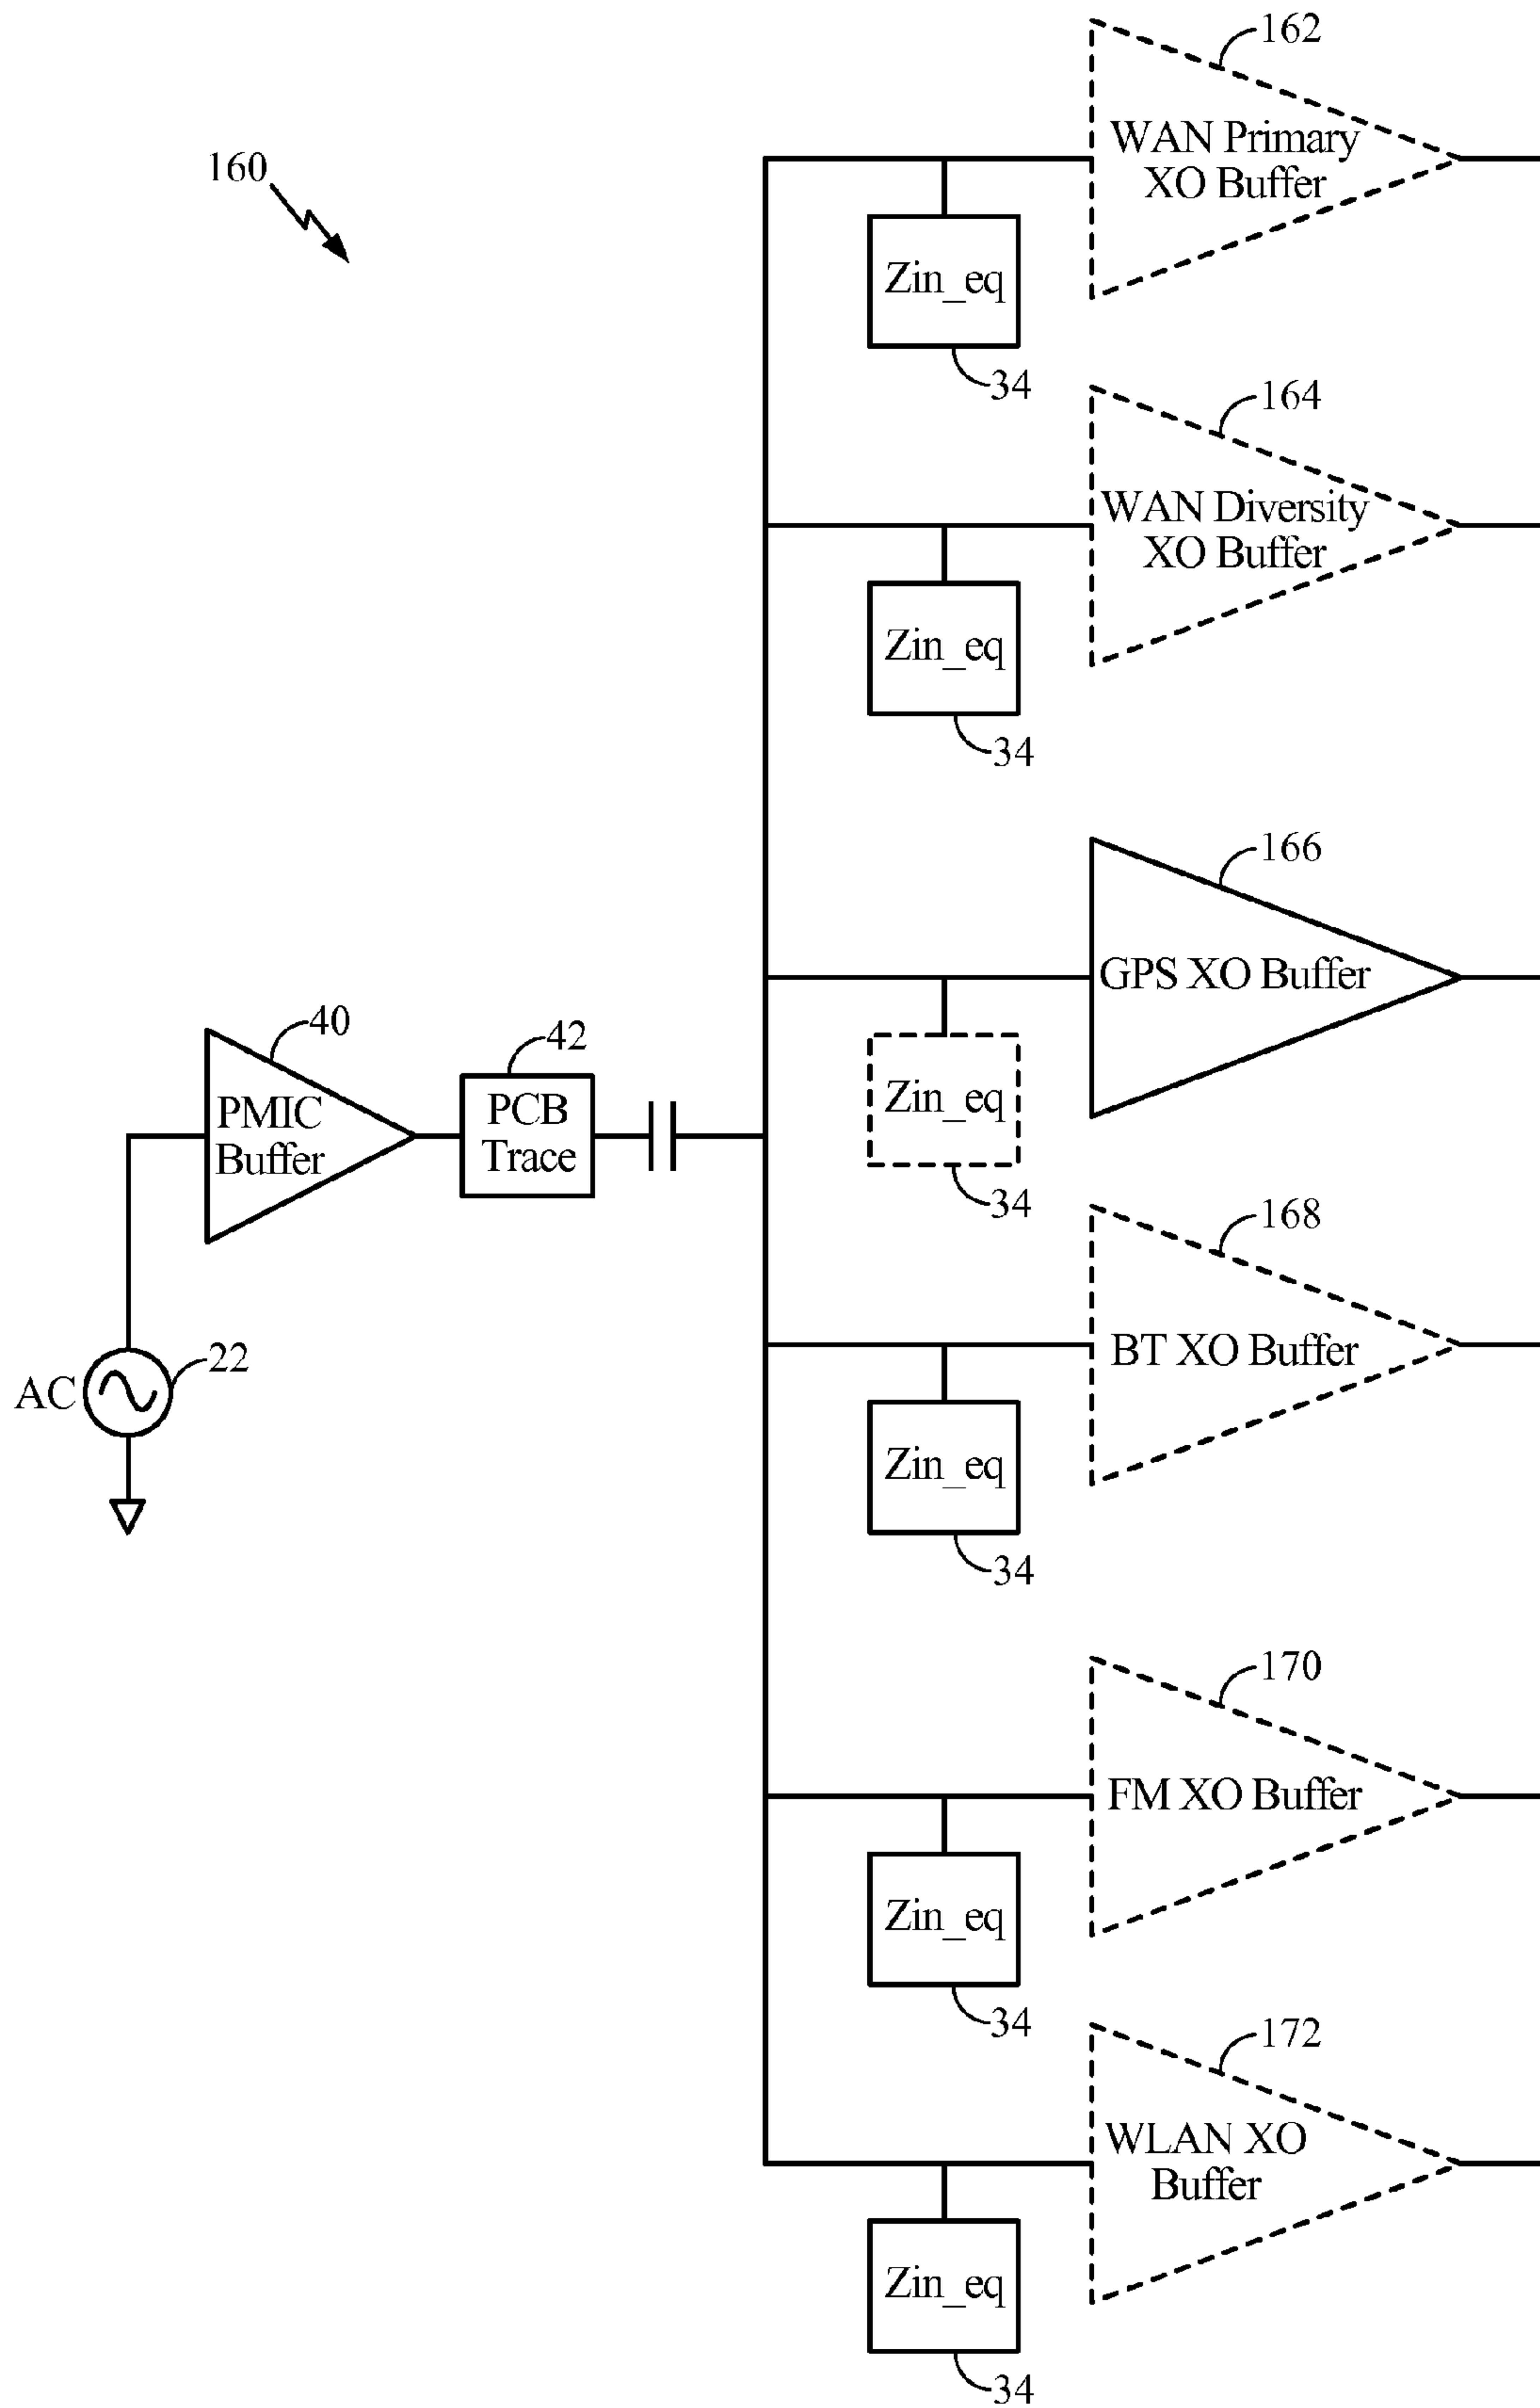 162
WAN Primary
XO Buffer
160
Zin_eq
34
164
WAN Diversity
XO Buffer
Zin_eq
34
166
GPS XO Buffer
40
42
PMIC
Buffer
PCB
Trace
Zin_eq
34
168
BT XO Buffer
22
AC
Zin_eq
34
170
FM XO Buffer
Zin_eq
34
172
WLAN XO
Buffer
Zin_eq
34